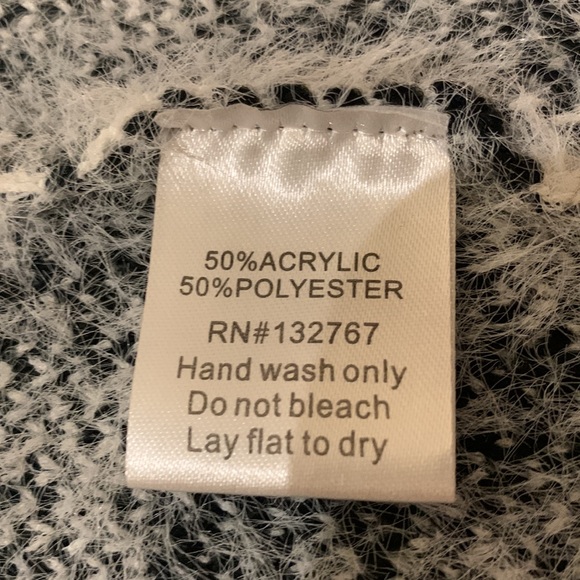 50%ACRYLIC
50%POLYESTER
RN#132767
Hand wash only
Do not bleach
Lay flat to dry